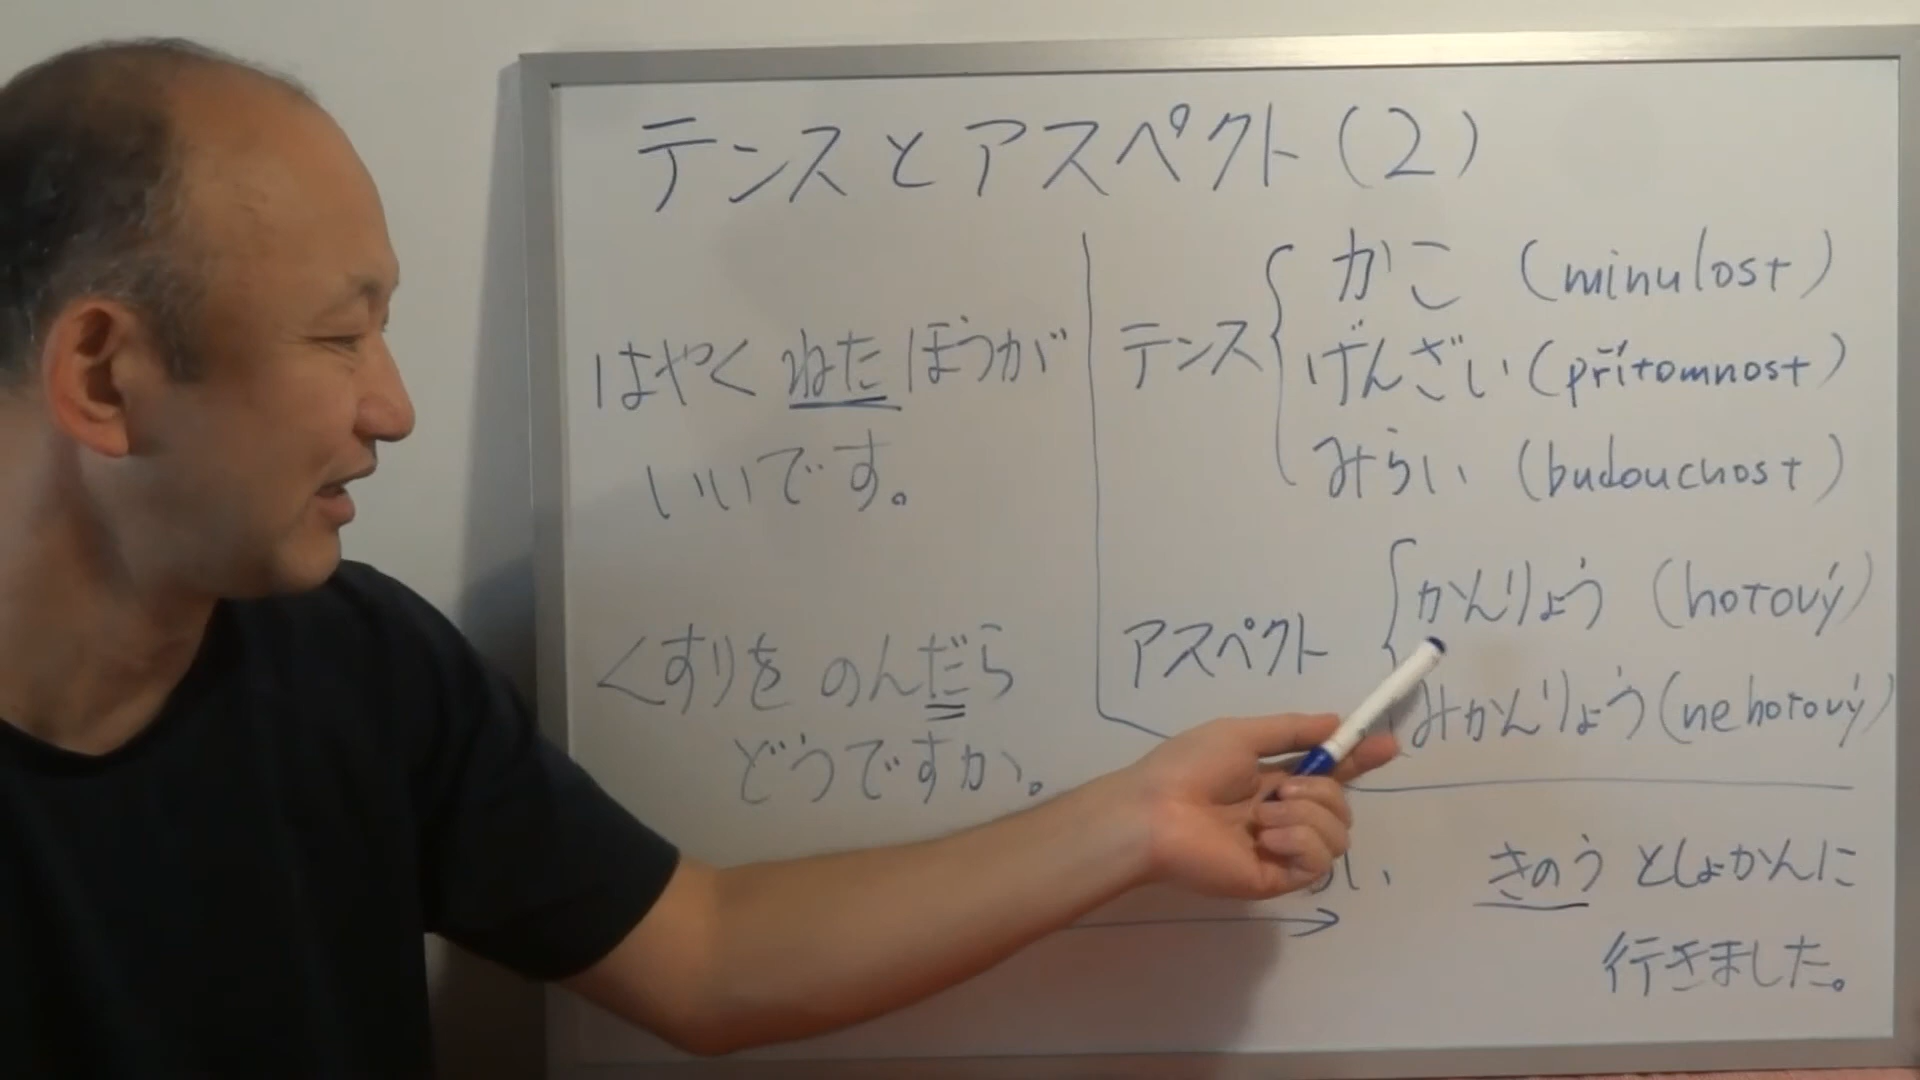 テンスとアスペクト(2)
はやくねたほうが
いいです。
くすりをのんだら
どうですか。
テンス
かこ (minulost)
げんざい (přítomnost)
みらい (budoucnost)
アスペクト
かんりょう (hotový)
みかんりょう (nehotový)
きのう としょかんに
行きました。